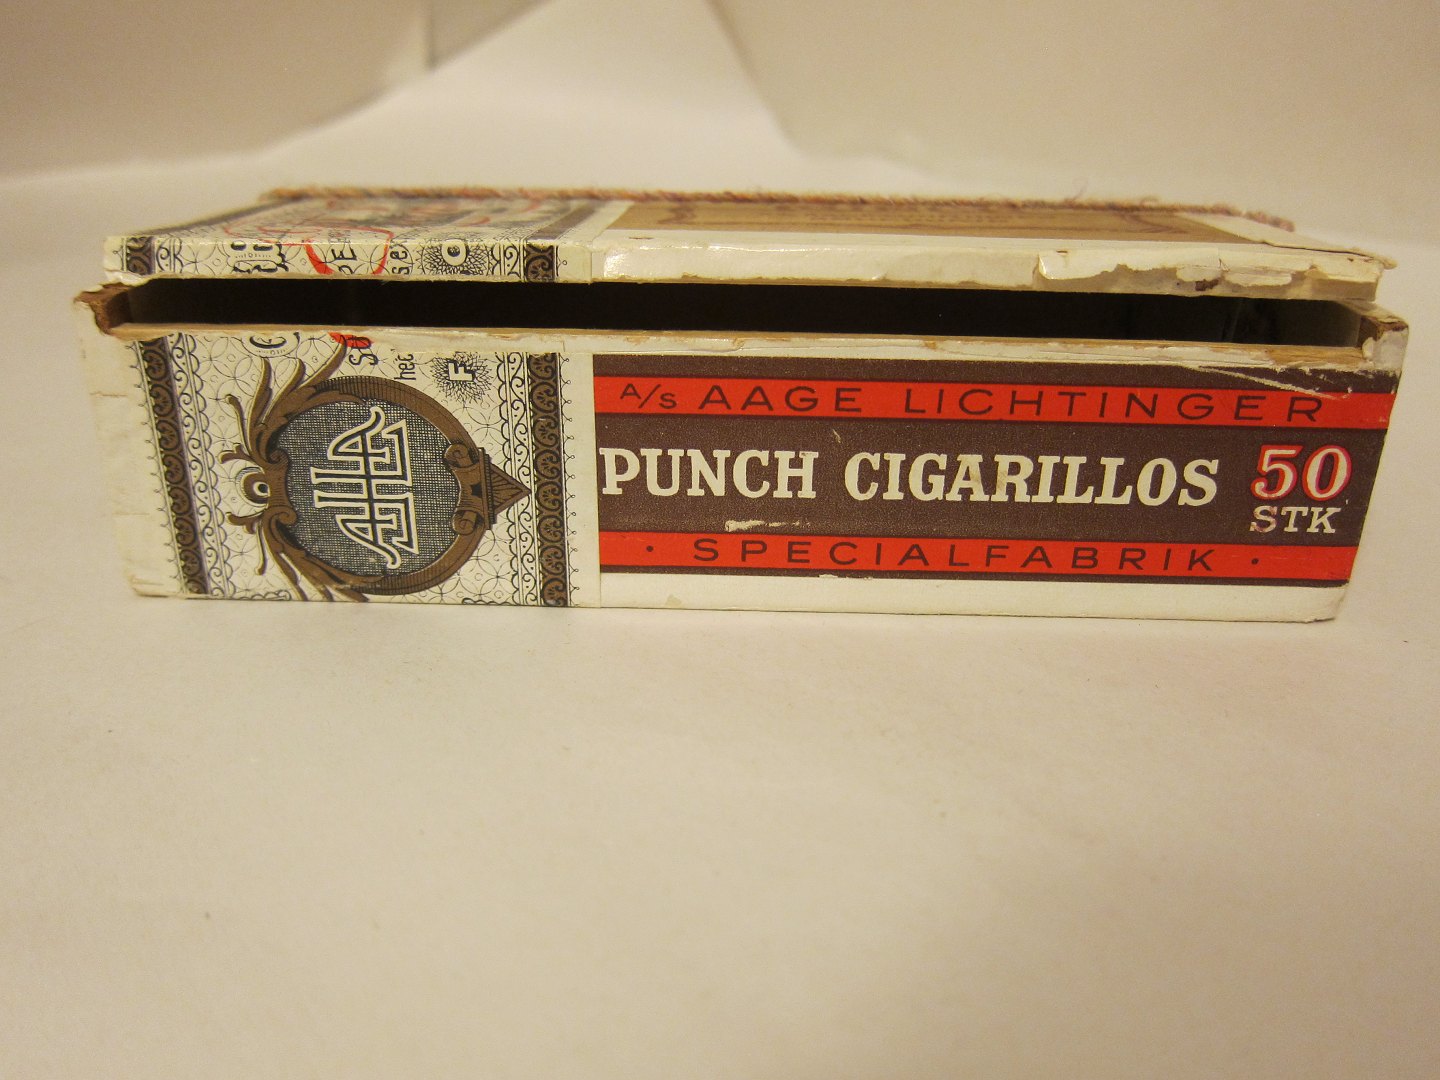 A/S AAGE LICHTINGER
PUNCH CIGARILLOS 50
STK
· SPECIALFABRIK ·